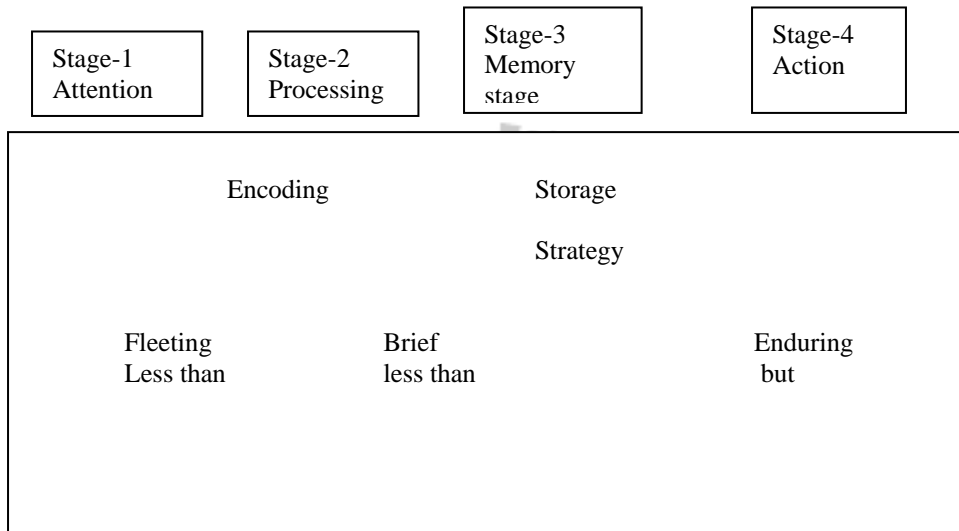 Stage-1
Attention
Stage-2
Processing
Stage-3
Memory
stage
Stage-4
Action
Encoding
Storage
Strategy
Fleeting
Less than
Brief
less than
Enduring
but